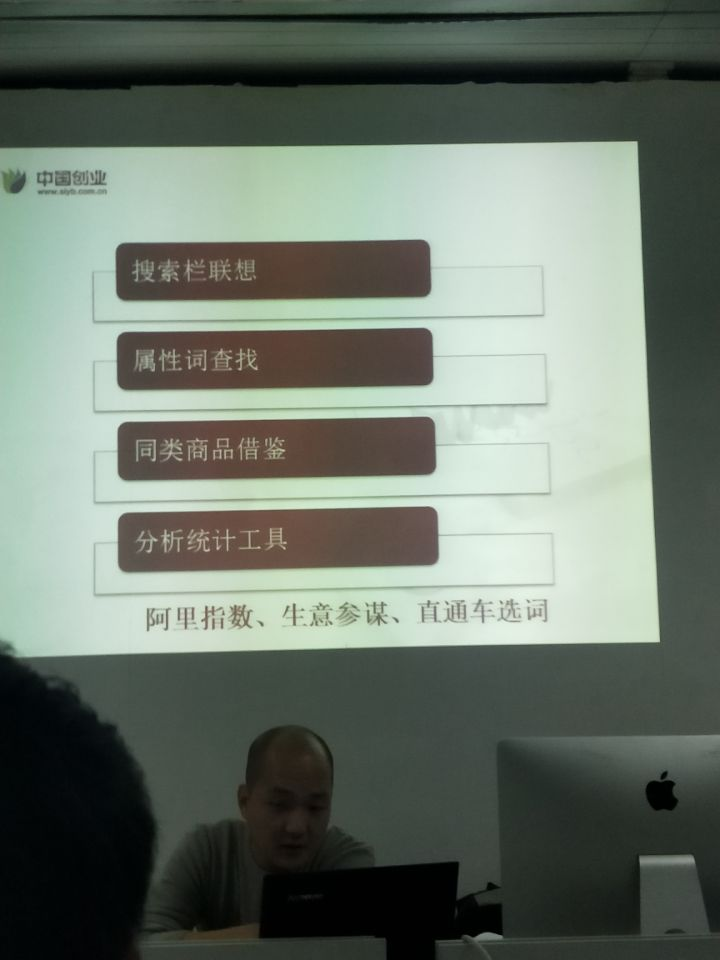 中国创业
www.siyb.com.cn
搜索栏联想
属性词查找
同类商品借鉴
分析统计工具
阿里指数、生意参谋、直通车选词